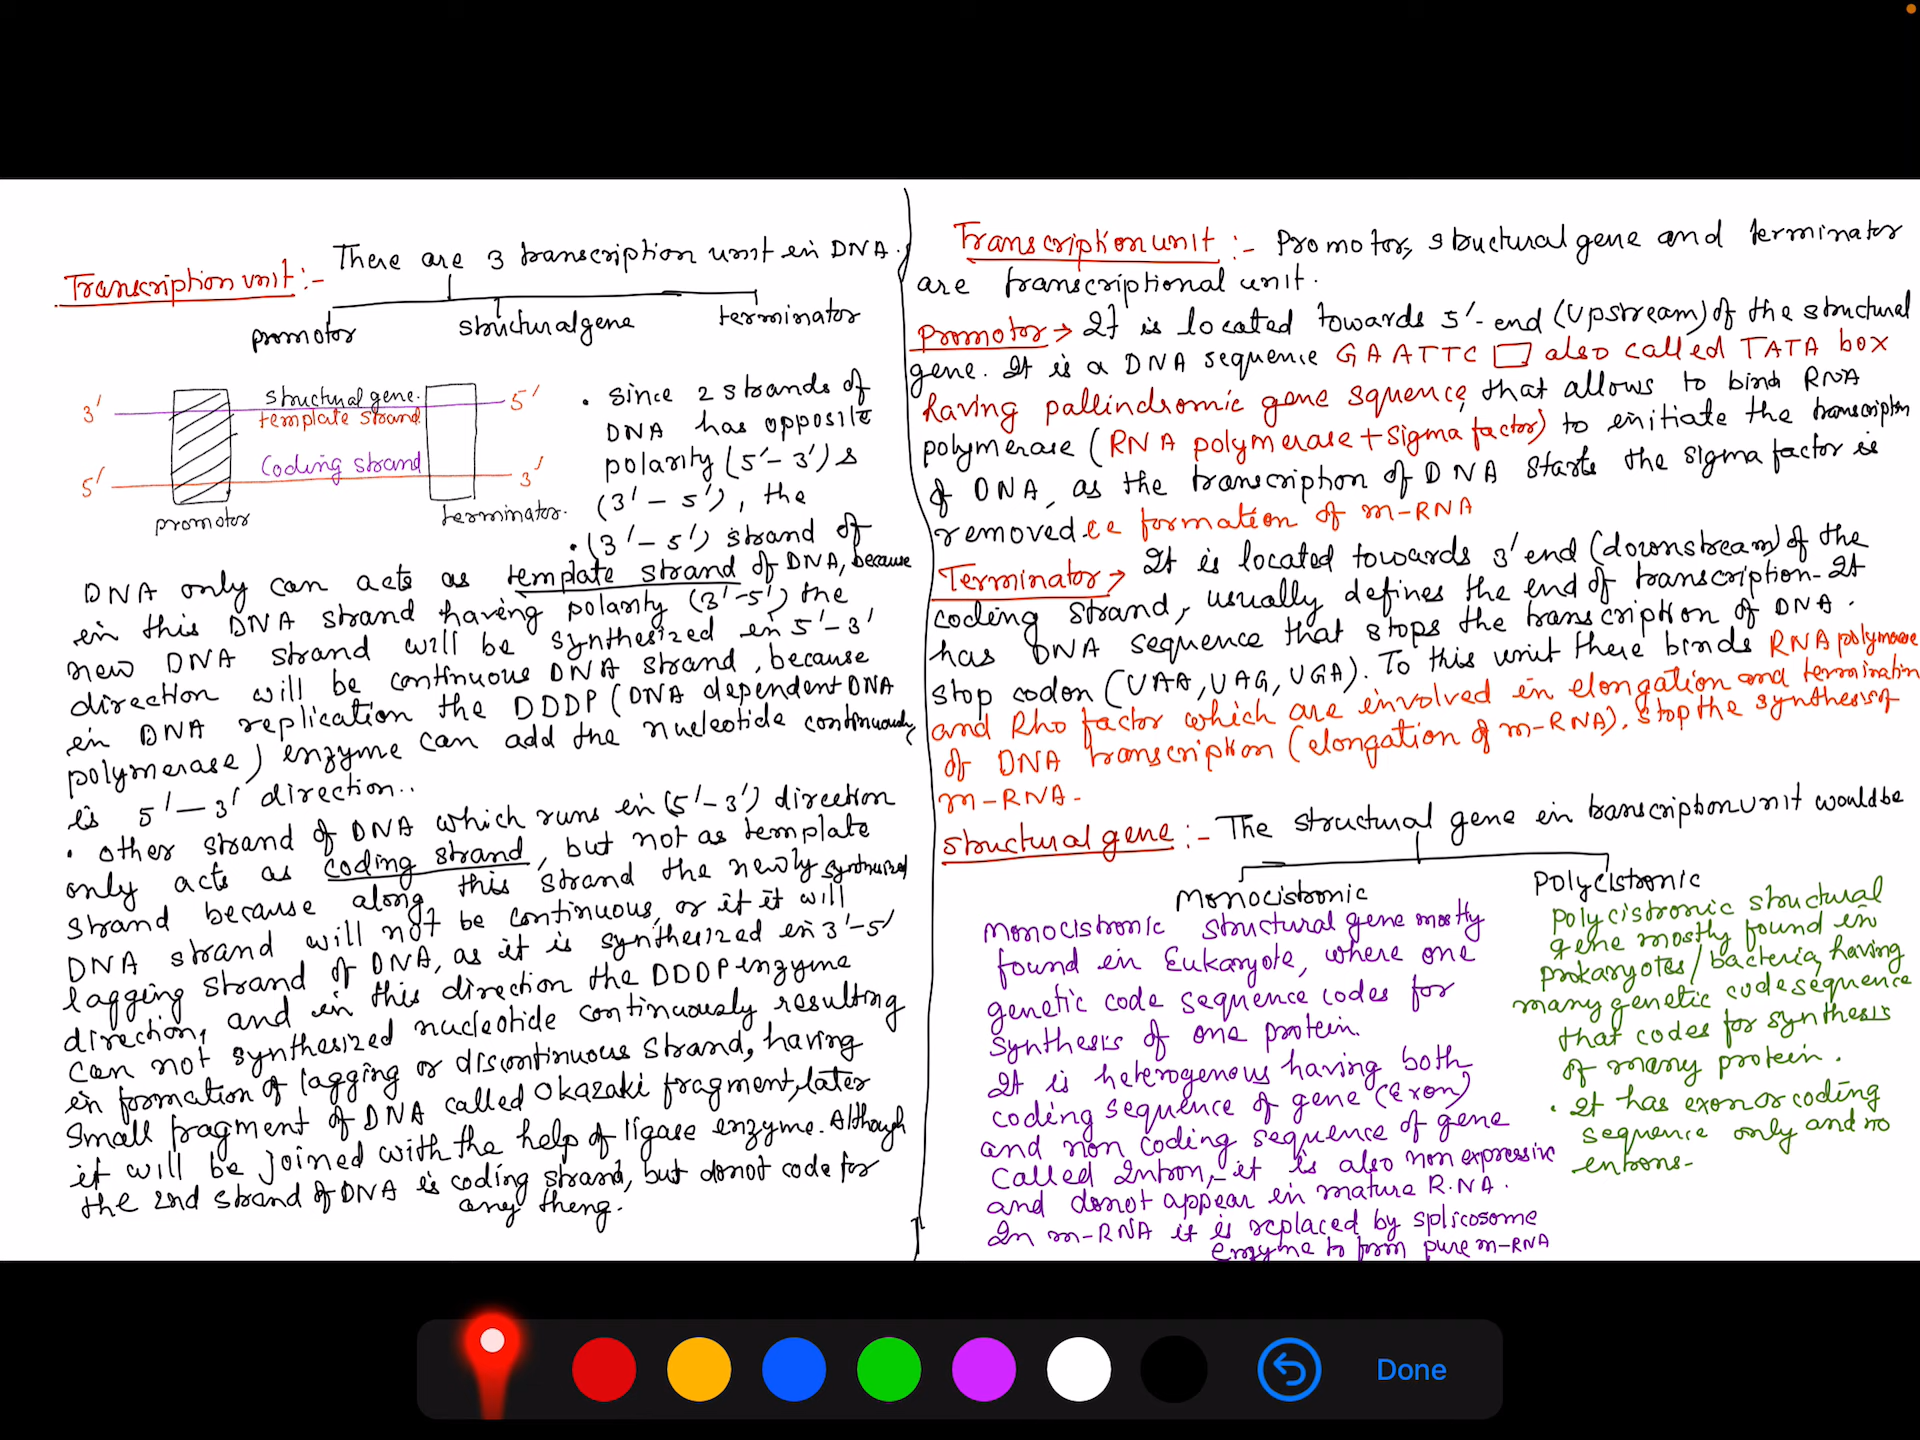 Transcription unit :- There are 3 transcription unit in DNA.
promotor structural gene terminator
3' structural gene. 5'
template strand
Coding strand
5' 3'
promotor terminator.
• Since 2 strands of
DNA has opposite
polarity (5'-3') &
(3'-5'), the
• (3'-5') strand of
DNA only can acts as template strand of DNA, because
in this DNA strand having polarity (3'-5') the
new DNA strand will be synthesized in 5'-3'
direction will be continuous DNA strand, because
in DNA replication the DDDP (DNA dependent DNA
polymerase) enzyme can add the nucleotide continuously
is 5'-3' direction..
• other strand of DNA which runs in (5'-3') direction
only acts as coding strand, but not as template
strand because along this strand the newly synthesized
DNA strand will not be continuous, or it it will
lagging strand of DNA, as it is synthesized in 3'-5'
direction, and in this direction the DDDP enzyme
can not synthesized nucleotide continuously resulting
in formation of lagging or discontinuous strand, having
small fragment of DNA called Okazaki fragment, later
it will be joined with the help of ligase enzyme. Although
the 2nd strand of DNA is coding strand, but donot code for
any theng.
Transcription unit :- Promotor, structural gene and terminator
are transcriptional unit.
Promotor → It is located towards 5'-end (Upstream) of the structural
gene. It is a DNA sequence GAATTC also called TATA box
having pallindromic gene squence, that allows to bind RNA
polymerase (RNA polymerase + Sigma factor) to initiate the transcription
of DNA, as the transcription of DNA starts the sigma factor is
removed. ie formation of m-RNA
Terminator → It is located towards 3' end (downstream) of the
coding strand, usually defines the end of transcription. It
has DNA sequence that stops the transcription of DNA.
stop codon (UAA, UAG, UGA). To this unit there binds RNA polymerase
and Rho factor which are involved in elongation and termination
of DNA transcription (elongation of m-RNA). stop the synthesis of
m-RNA-
Structural gene :- The structural gene in transcription unit would be
Monocistronic Polycistronic
Monocistronic structural gene mostly
found in Eukaryote, where one
genetic code sequence codes for
synthesis of one protein.
It is heterogenous having both
coding sequence of gene (Exon)
and non coding sequence of gene
called Intron, it is also non expressive
and donot appear in mature R.NA.
In m-RNA it is replaced by splicosome
enzyme to form pure m-RNA
Polycistronic structural
gene mostly found in
prokaryotes/bacteria, having
many genetic code sequence
that codes for synthesis
of many protein.
• It has exon or coding
sequence only and no
entrons-
Done